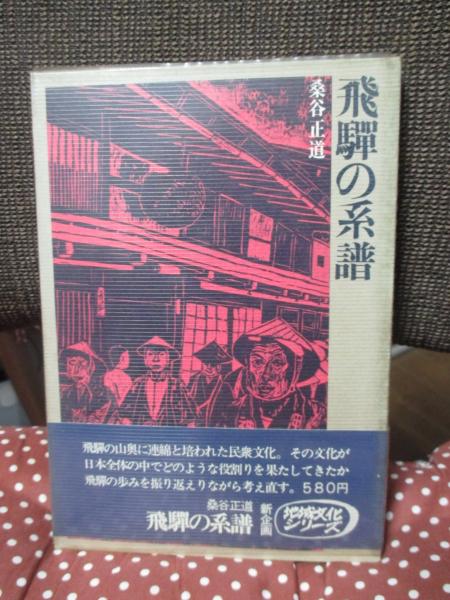 飛驒の系譜
桑谷正道
飛驒の山奥に連綿と培われた民衆文化。その文化が
日本全体の中でどのような役割りを果たしてきたか
飛驒の歩みを振り返えりながら考え直す。580円
桑谷正道
飛驒の系譜
新企画
地域文化
シリーズ